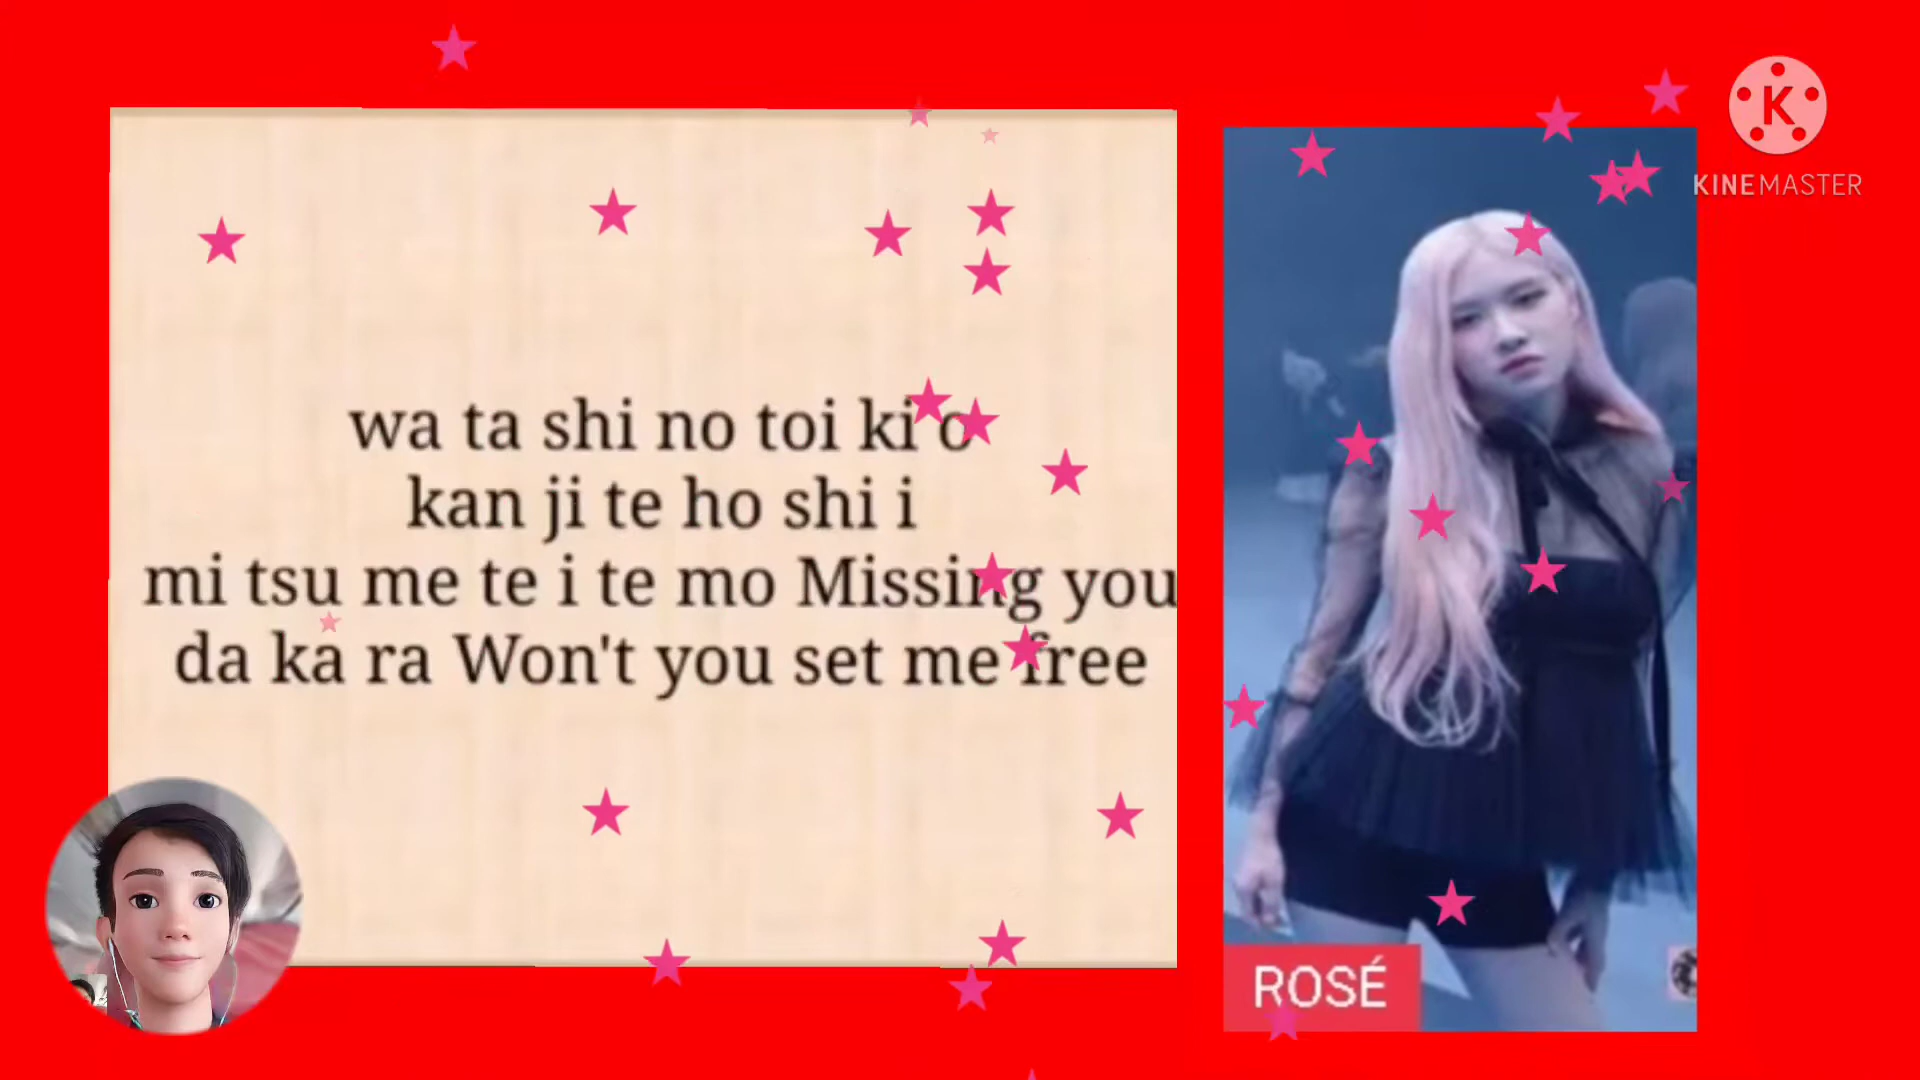 wa ta shi no toi ki o
kan ji te ho shi i
mi tsu me te i te mo Missing you
da ka ra Won't you set me free
K
KINEMASTER
ROSÉ